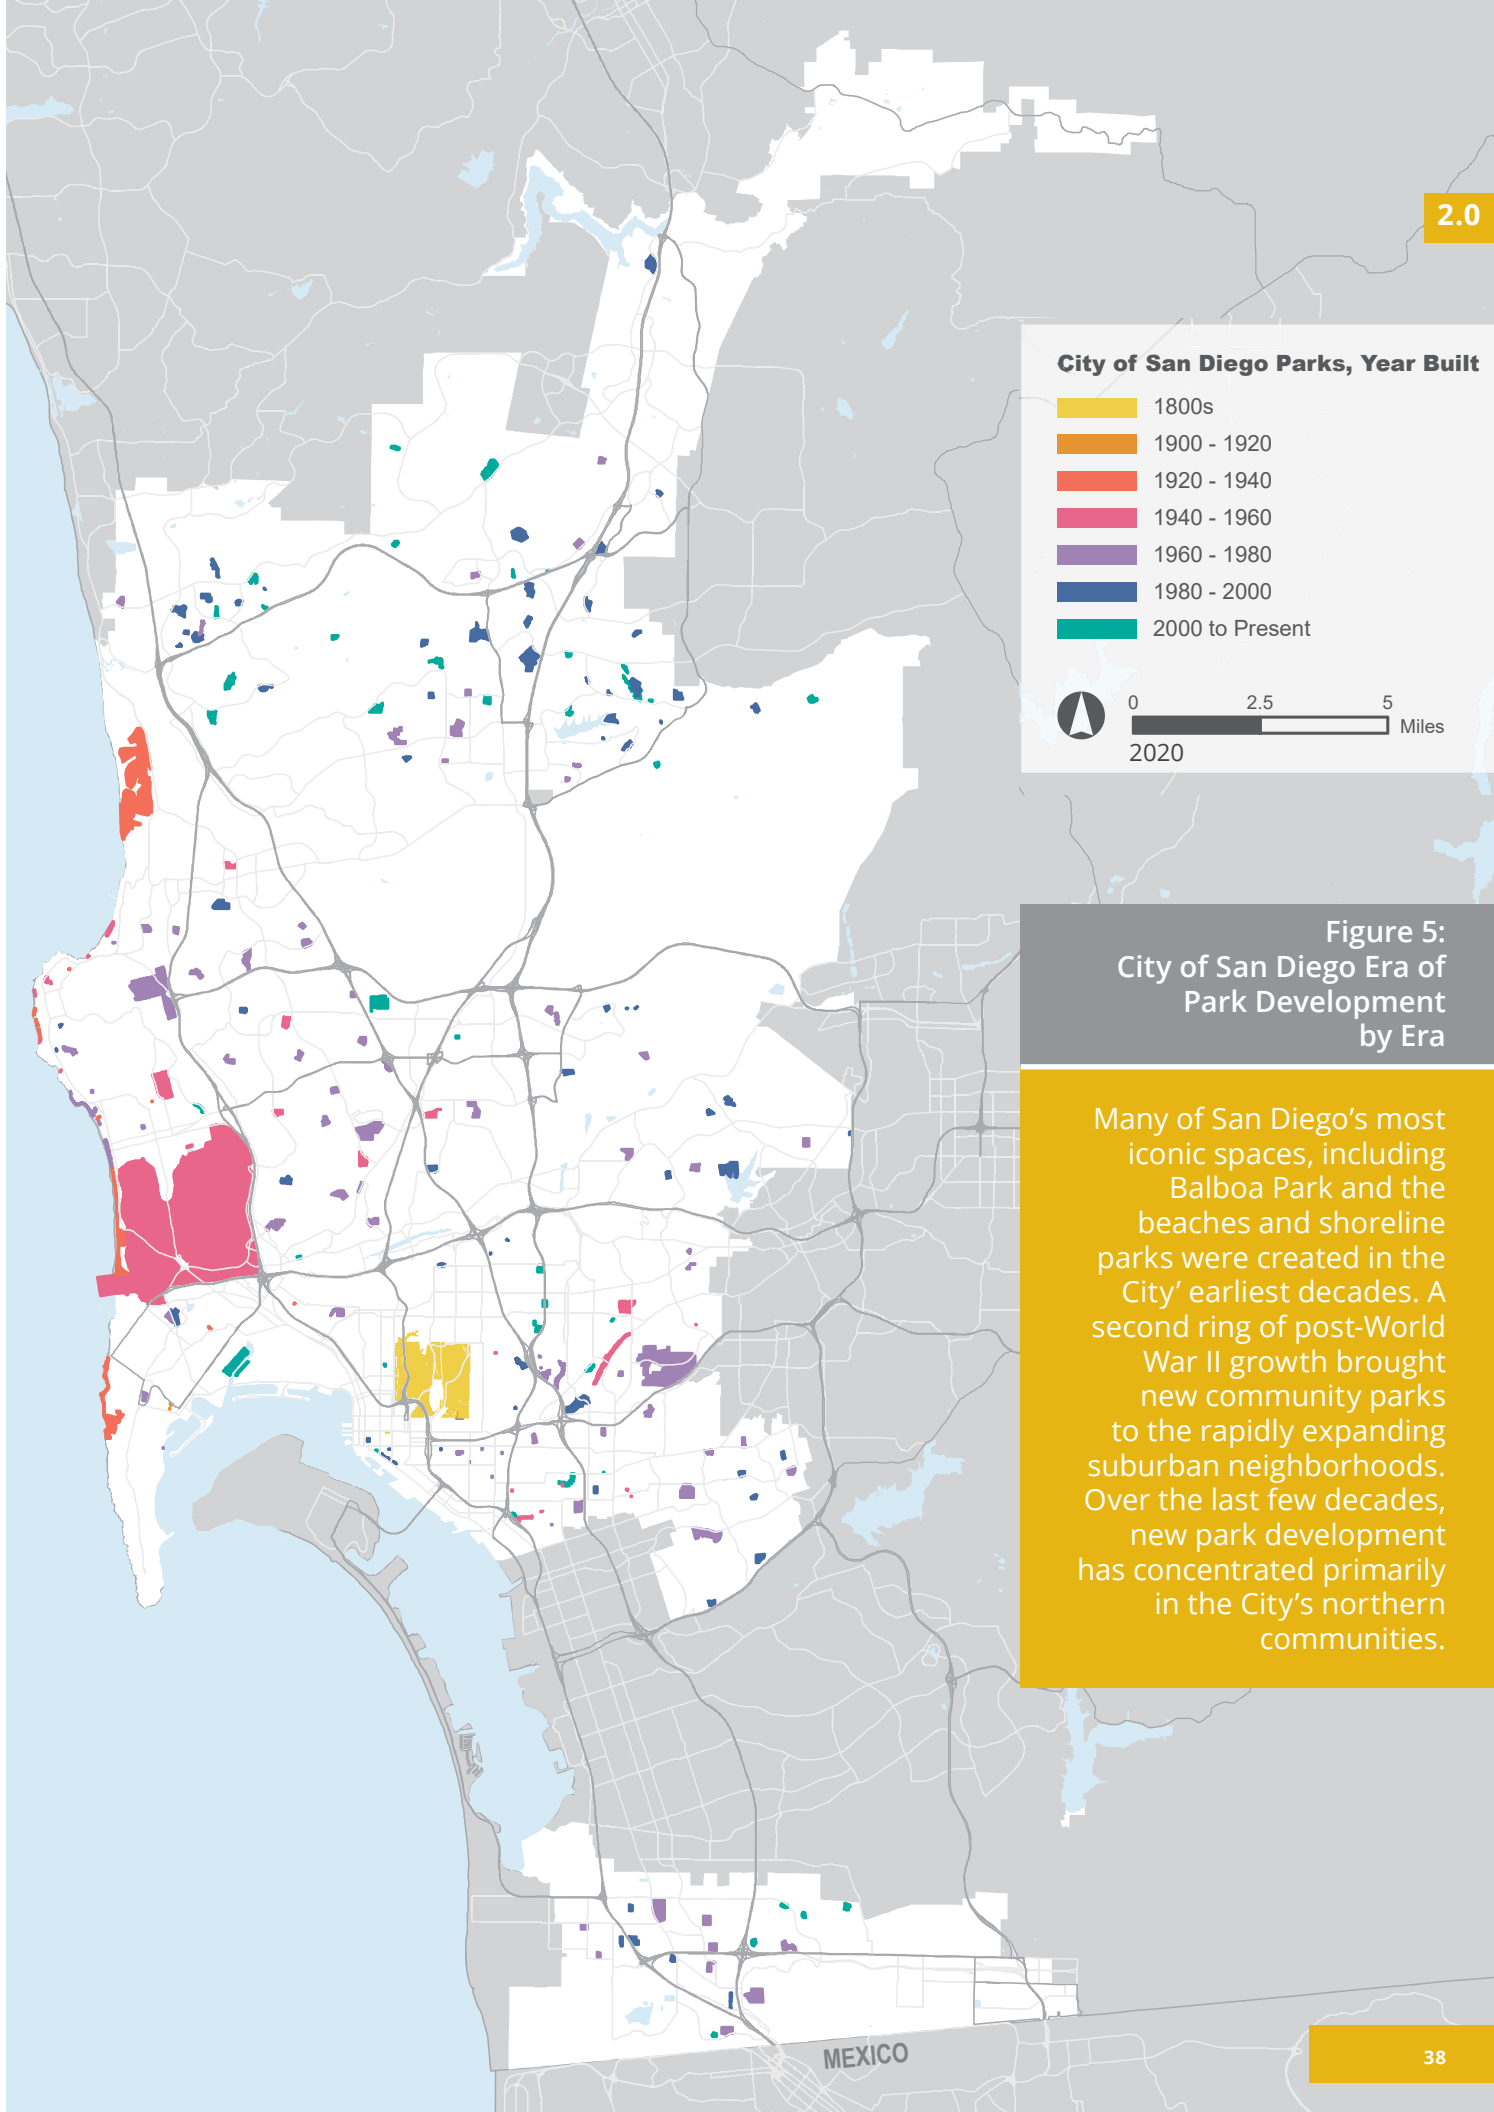 2.0
City of San Diego Parks, Year Built
1800s
1900 - 1920
1920 - 1940
1940 - 1960
1960 - 1980
1980 - 2000
2000 to Present
0 2.5 5
Miles
2020
Figure 5:
City of San Diego Era of
Park Development
by Era
Many of San Diego’s most
iconic spaces, including
Balboa Park and the
beaches and shoreline
parks were created in the
City’ earliest decades. A
second ring of post-World
War II growth brought
new community parks
to the rapidly expanding
suburban neighborhoods.
Over the last few decades,
new park development
has concentrated primarily
in the City’s northern
communities.
MEXICO
38